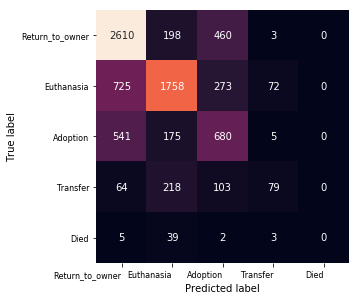 Return_to_owner 2610 198 460 3 0
Euthanasia 725 1758 273 72 0
Adoption 541 175 680 5 0
Transfer 64 218 103 79 0
Died 5 39 2 3 0
True label
Return_to_owner Euthanasia Adoption Transfer Died
Predicted label